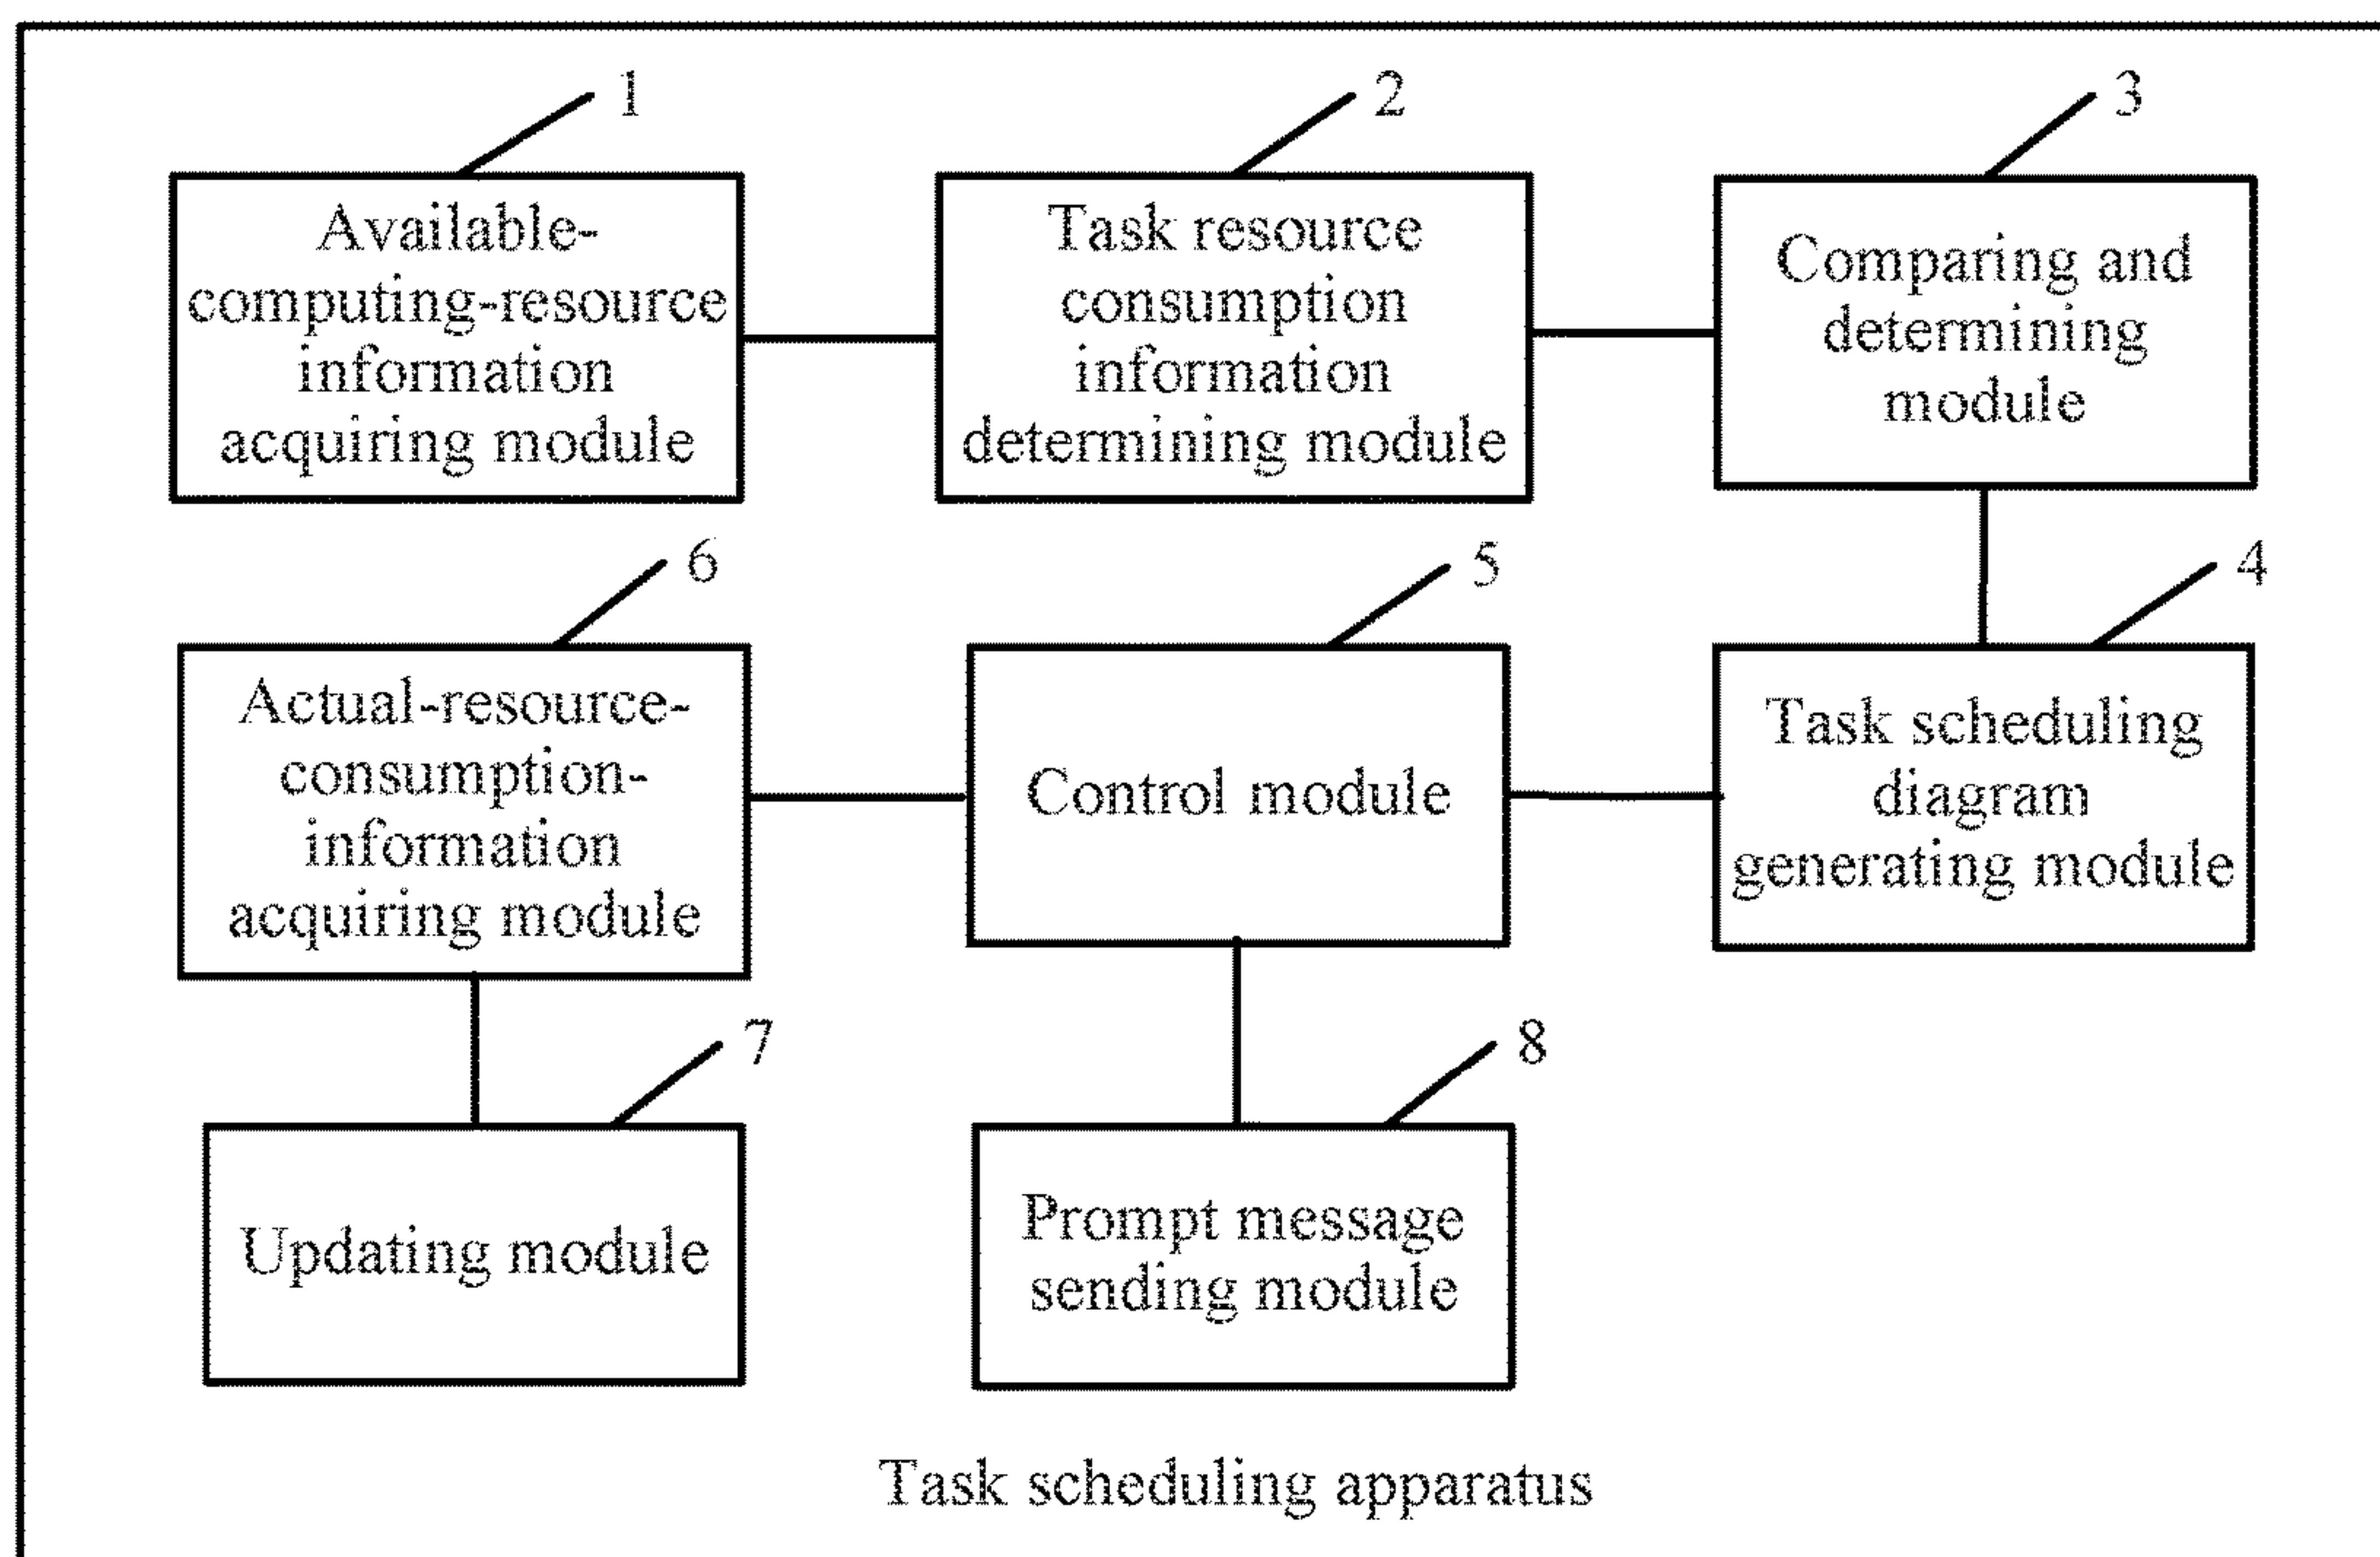 1
2
3
Available-
computing-resource
information
acquiring module
Task resource
consumption
information
determining module
Comparing and
determining
module
6
5
4
Actual-resource-
consumption-
information
acquiring module
Control module
Task scheduling
diagram
generating module
7
8
Updating module
Prompt message
sending module
Task scheduling apparatus